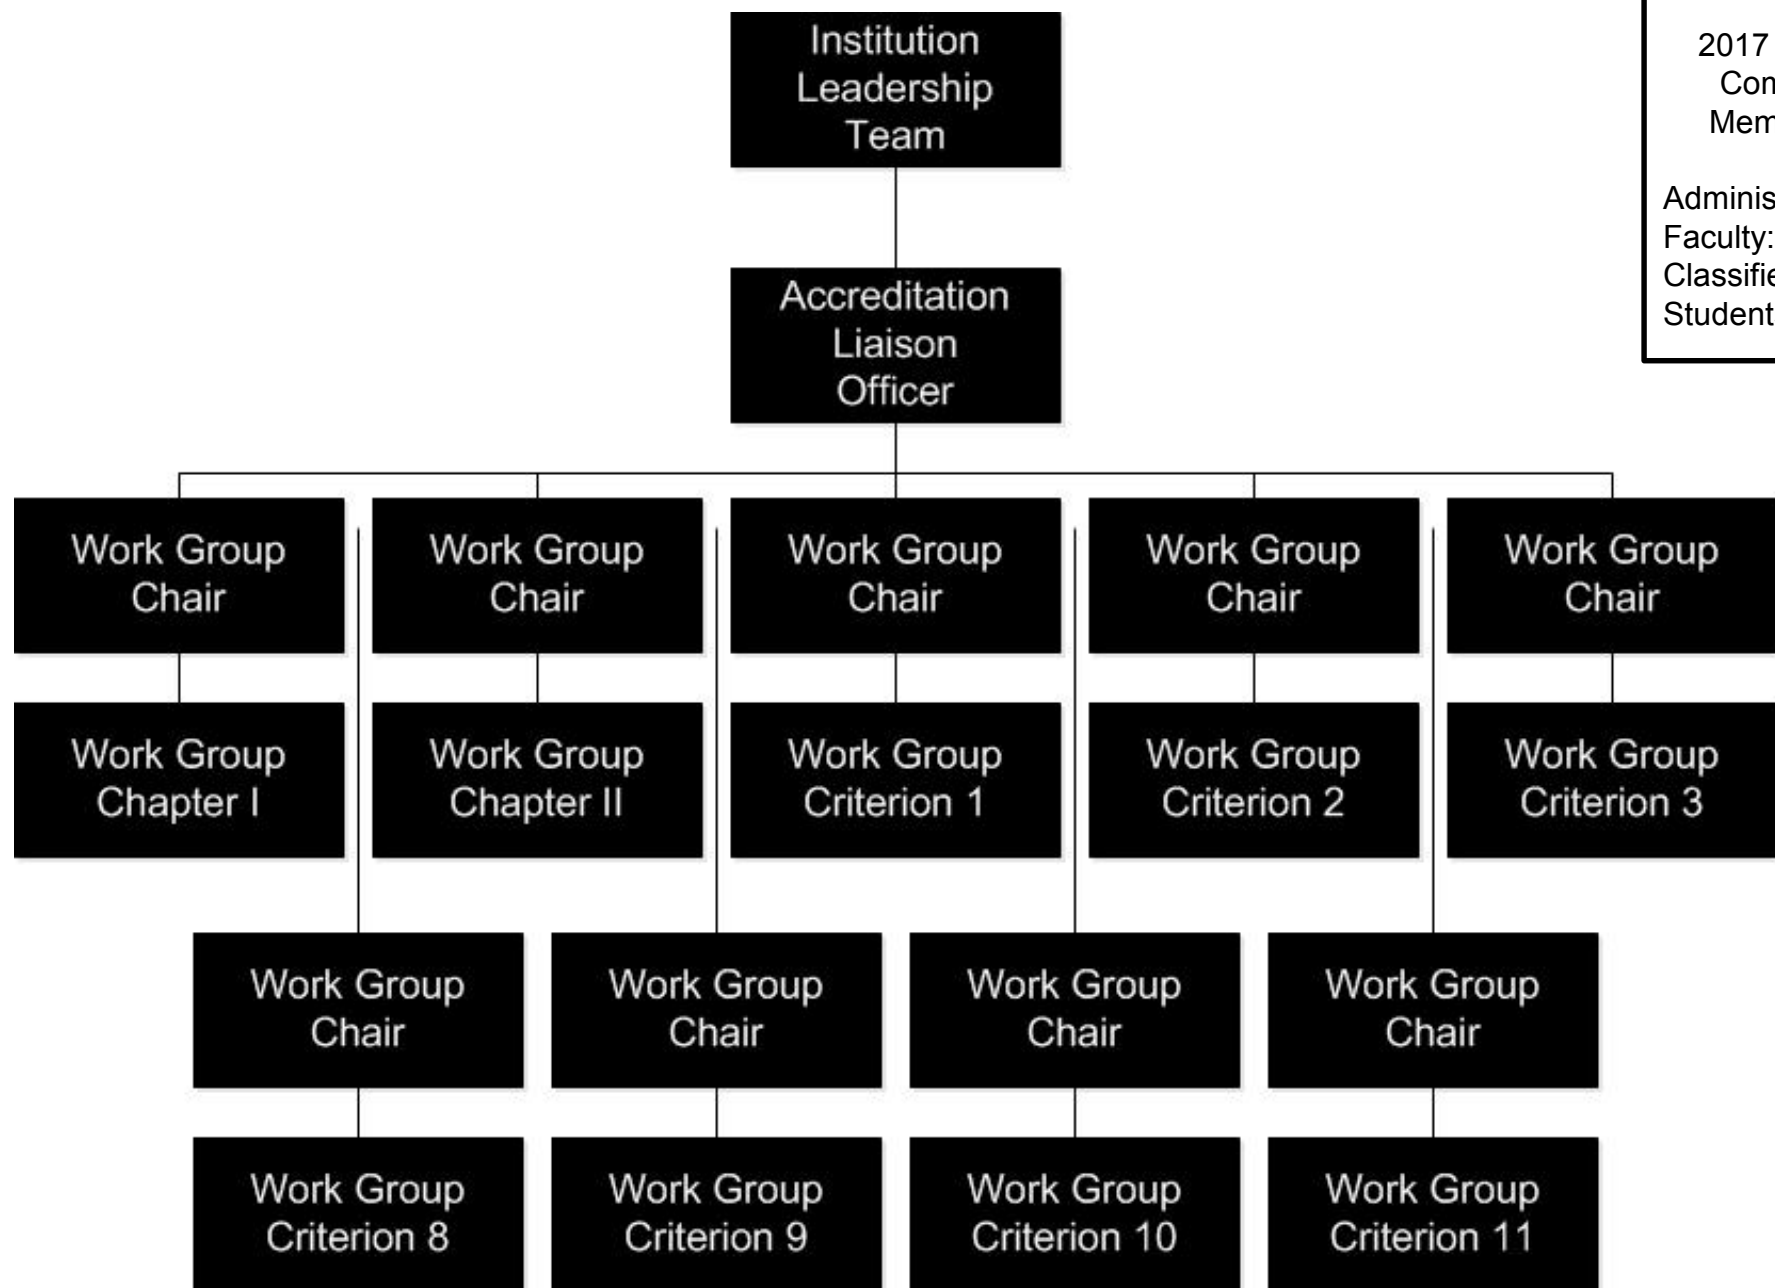 Institution
Leadership
Team
2017
Accreditation
Liaison
Officer
Faculty:
Student
Work Group
Chair
Work Group
Chair
Work Group
Chair
Work Group
Chair
Work Group
Chair
Work Group
Chapter I
Work Group
Chapter II
Work Group
Criterion 1
Work Group
Criterion 2
Work Group
Criterion 3
Work Group
Chair
Work Group
Chair
Work Group
Chair
Work Group
Chair
Work Group
Criterion 8
Work Group
Criterion 9
Work Group
Criterion 10
Work Group
Criterion 11